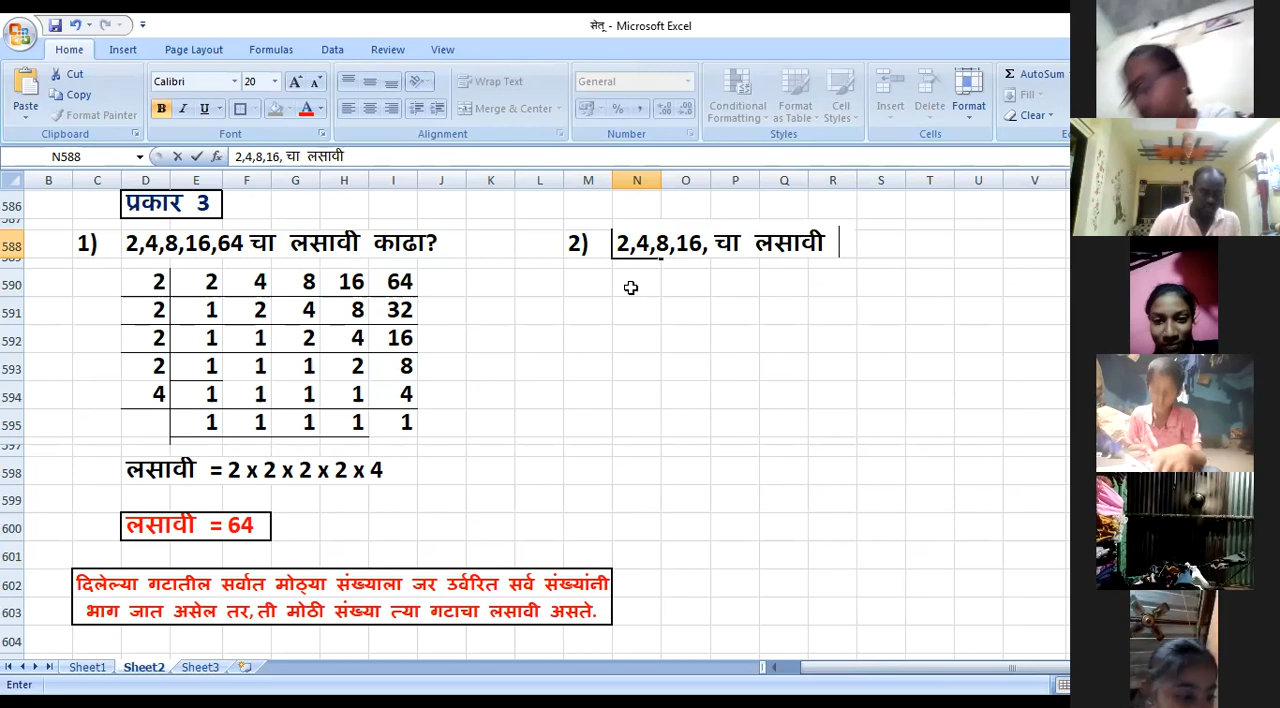 सेतू - Microsoft Excel
Home Insert Page Layout Formulas Data Review View
Paste Cut Copy Format Painter Clipboard
Calibri 20 A A B I U A Font
Wrap Text Merge & Center Alignment
General % , Number
Conditional Formatting Format as Table Cell Styles Styles
Insert Delete Format Cells
Σ AutoSum Fill Clear
N588 fx 2,4,8,16, चा लसावी
B C D E F G H I J K L M N O P Q R S T U V
586 प्रकार 3
587
588 1) 2,4,8,16,64 चा लसावी काढा? 2) 2,4,8,16, चा लसावी
589
590 2 2 4 8 16 64
591 2 1 2 4 8 32
592 2 1 1 2 4 16
593 2 1 1 1 2 8
594 4 1 1 1 1 4
595 1 1 1 1 1
597
598 लसावी = 2 x 2 x 2 x 2 x 4
599
600 लसावी = 64
601
602 दिलेल्या गटातील सर्वात मोठ्या संख्याला जर उर्वरित सर्व संख्यांनी
603 भाग जात असेल तर, ती मोठी संख्या त्या गटाचा लसावी असते.
604
Sheet1 Sheet2 Sheet3
Enter